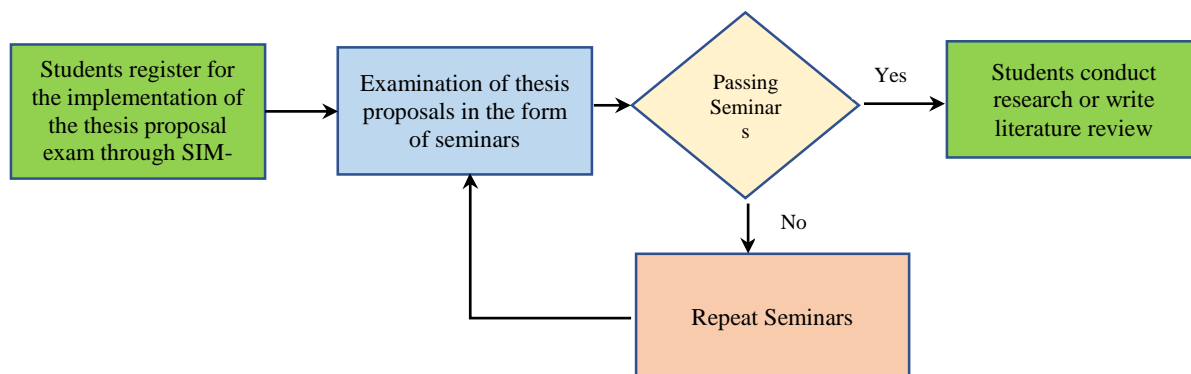 Students register for
the implementation of
the thesis proposal
exam through SIM-
Examination of thesis
proposals in the form
of seminars
Passing
Seminar
s
Yes
Students conduct
research or write
literature review
No
Repeat Seminars